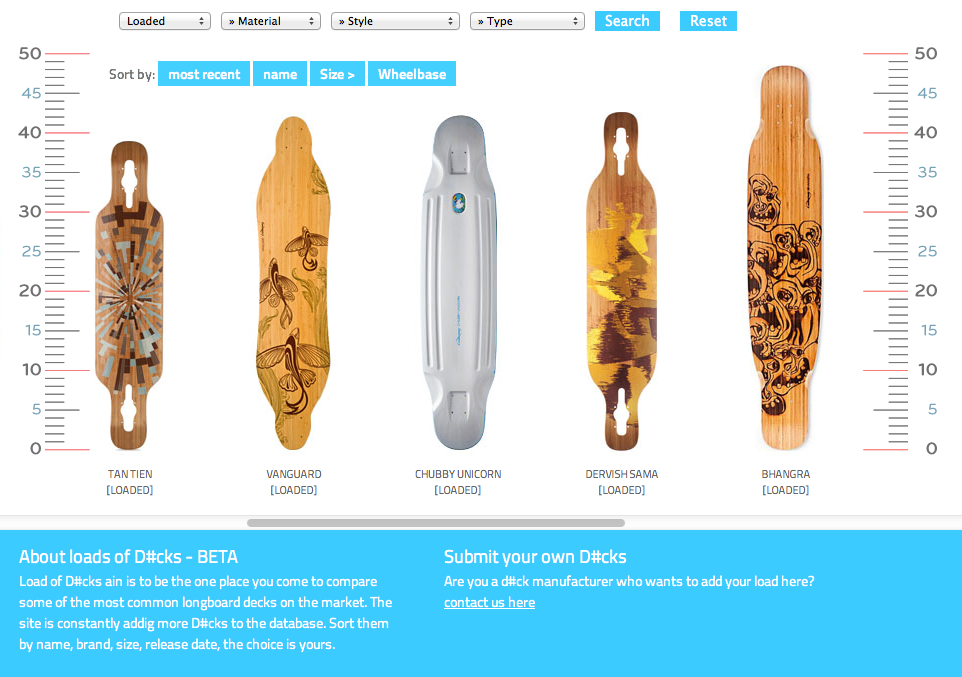 Loaded » Material » Style » Type Search Reset
Sort by: most recent name Size > Wheelbase
50 50
45 45
40 40
35 35
30 30
25 25
20 20
15 15
10 10
5 5
0 0
TAN TIEN VANGUARD CHUBBY UNICORN DERVISH SAMA BHANGRA
[LOADED] [LOADED] [LOADED] [LOADED] [LOADED]
About loads of D#cks - BETA
Load of D#cks ain is to be the one place you come to compare
some of the most common longboard decks on the market. The
site is constantly addig more D#cks to the database. Sort them
by name, brand, size, release date, the choice is yours.
Submit your own D#cks
Are you a d#ck manufacturer who wants to add your load here?
contact us here